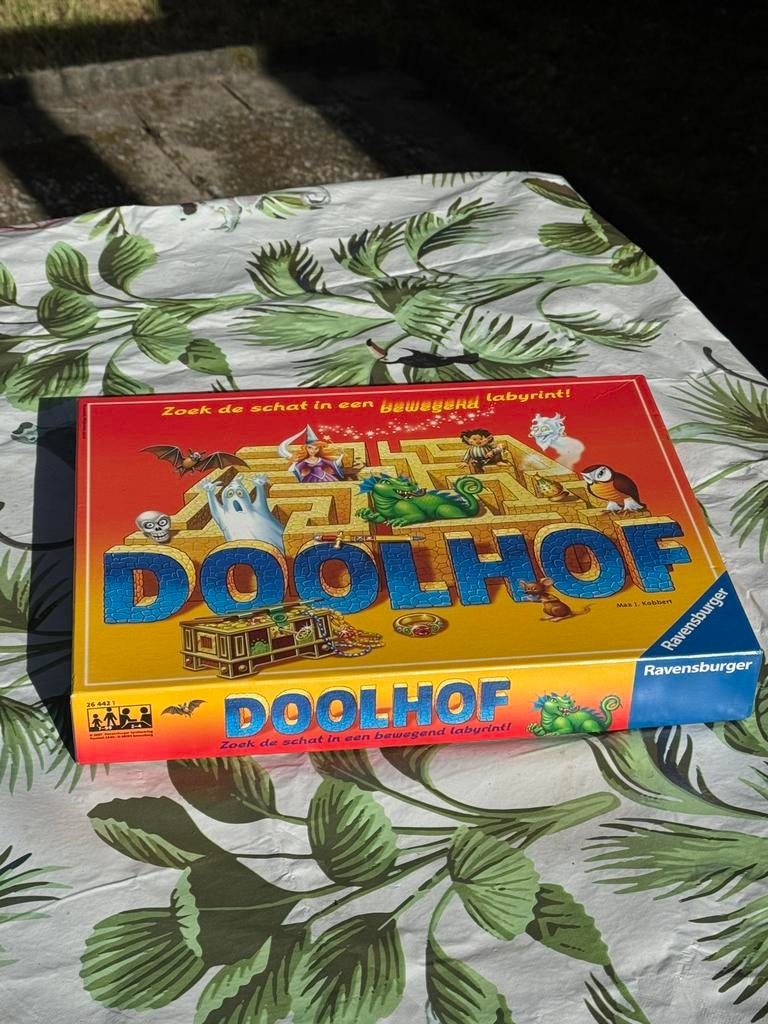 Zoek de schat in een bewegend labyrint!
DOOLHOF
Max J. Kobbert
Ravensburger
Ravensburger
26 442 1
DOOLHOF
Zoek de schat in een bewegend labyrint!